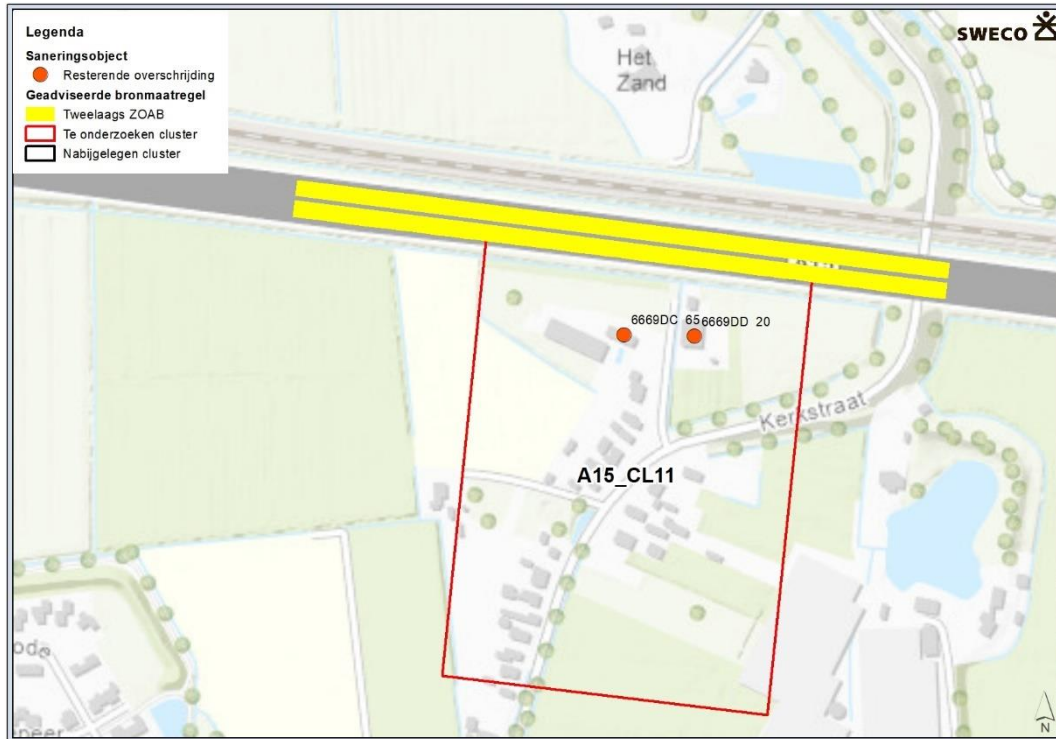 Legenda
Saneringsobject
Resterende overschrijding
Geadviseerde bronmaatregel
Tweelaags ZOAB
Te onderzoeken cluster
Nabijgelegen cluster
SWECO
Het
Zand
6669DC 65
6669DD 20
Kerkstraat
A15_CL11
N